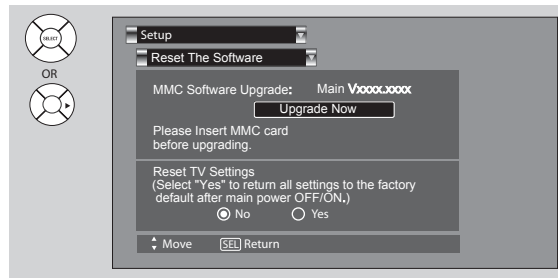 SELECT
OR
Setup
Reset The Software
MMC Software Upgrade: Main Vxxxx.xxxx
Upgrade Now
Please Insert MMC card
before upgrading.
Reset TV Settings
(Select "Yes" to return all settings to the factory
default after main power OFF/ON.)
No Yes
Move SEL Return